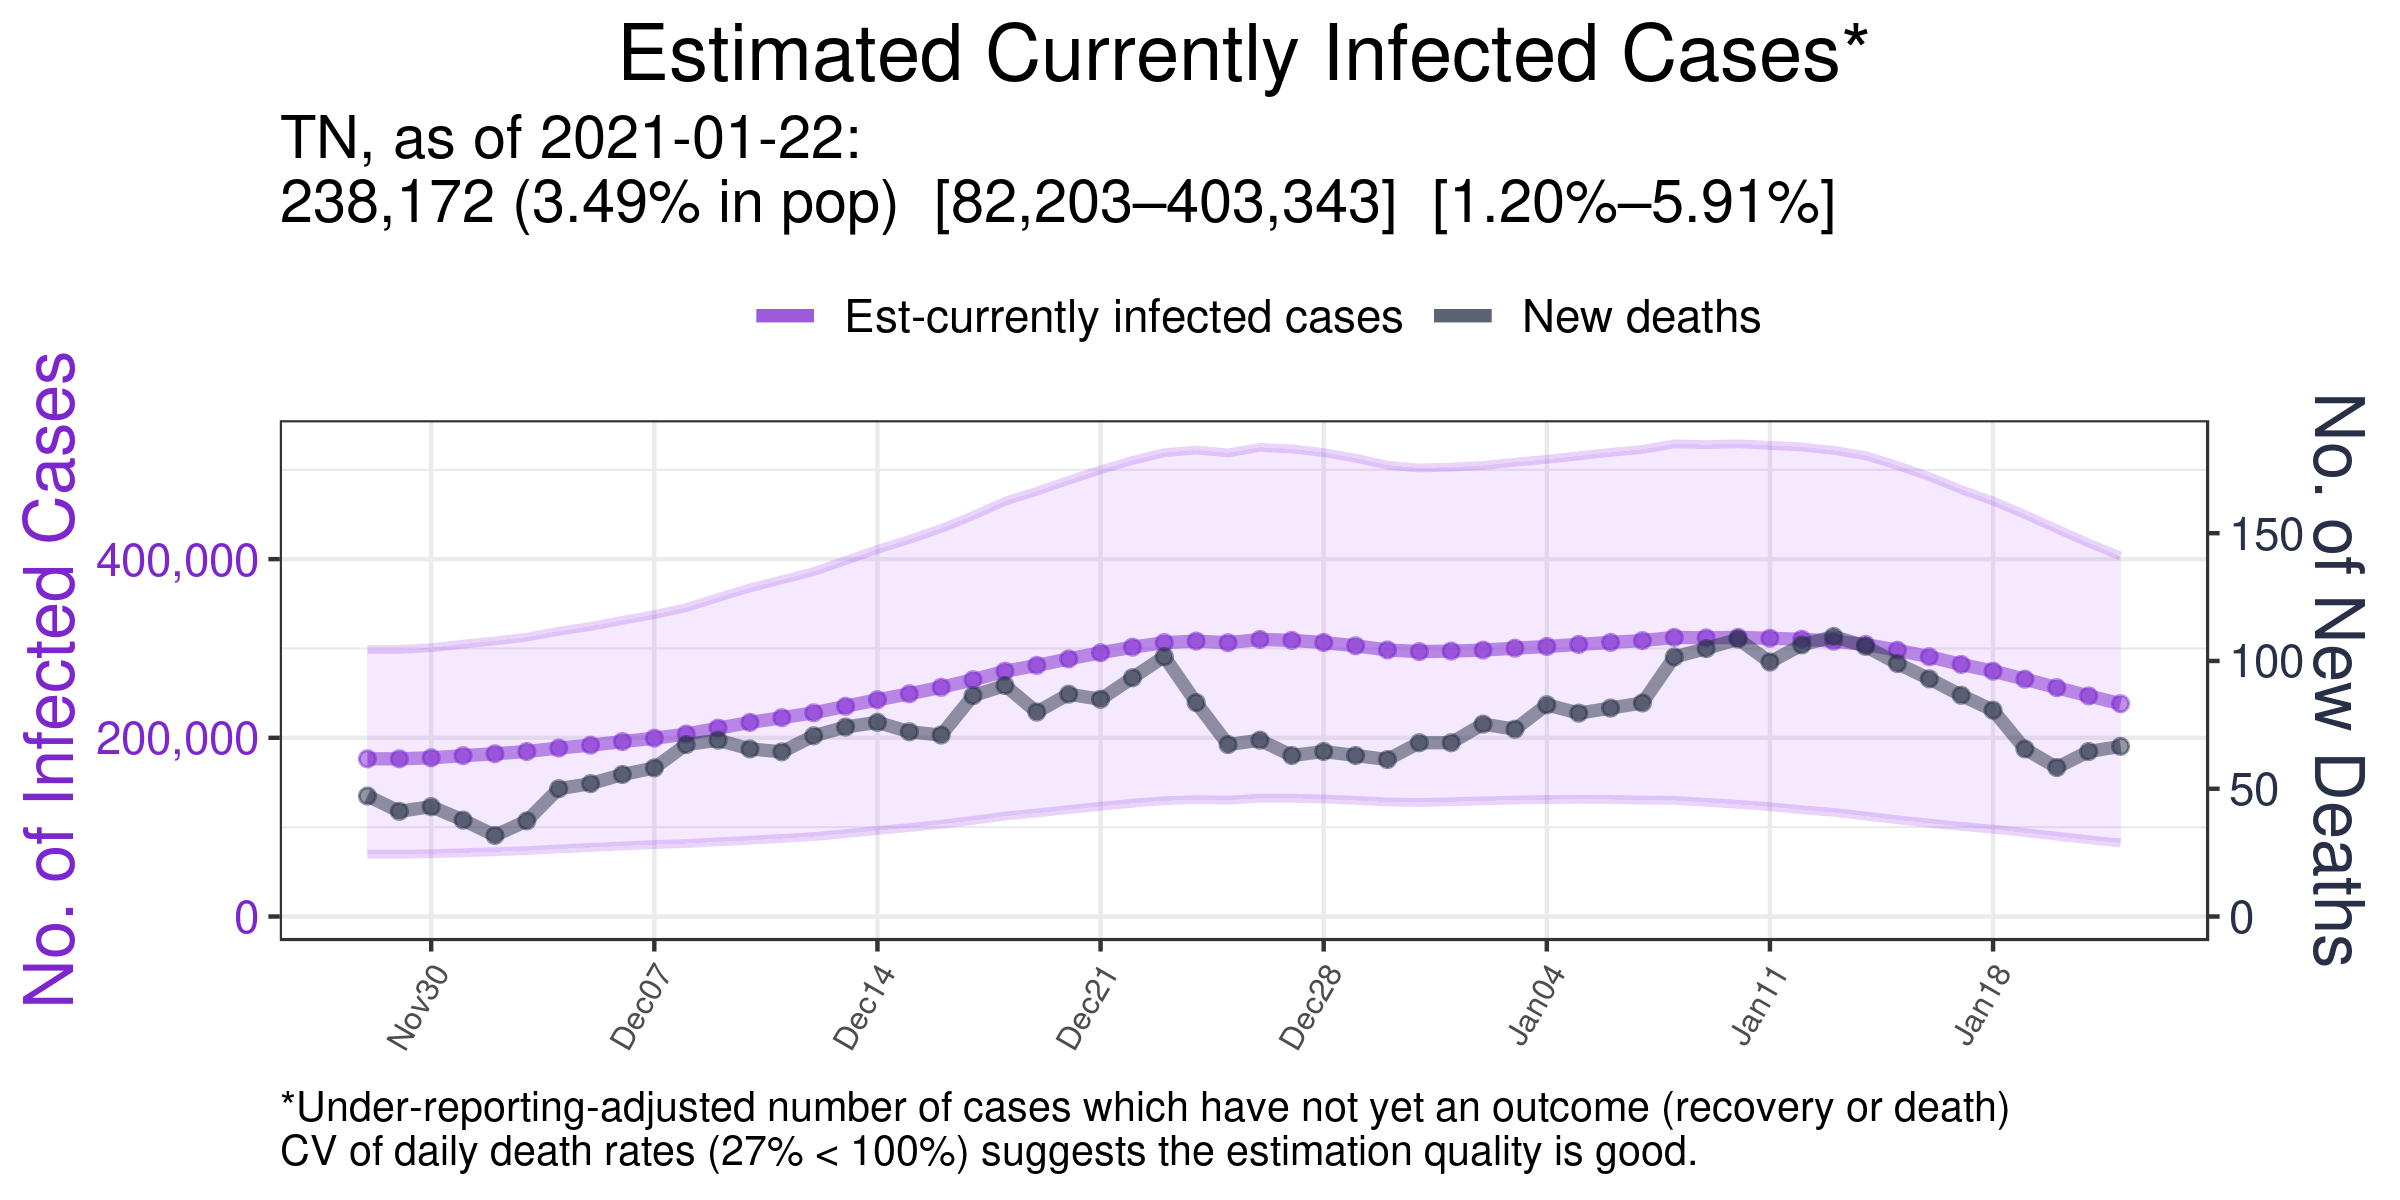 Estimated Currently Infected Cases*
TN, as of 2021-01-22:
238,172 (3.49% in pop)  [82,203–403,343]  [1.20%–5.91%]
Est-currently infected cases
New deaths
No. of Infected Cases
400,000
200,000
0
150
100
50
0
No. of New Deaths
Nov30
Dec07
Dec14
Dec21
Dec28
Jan04
Jan11
Jan18
*Under-reporting-adjusted number of cases which have not yet an outcome (recovery or death)
CV of daily death rates (27% < 100%) suggests the estimation quality is good.